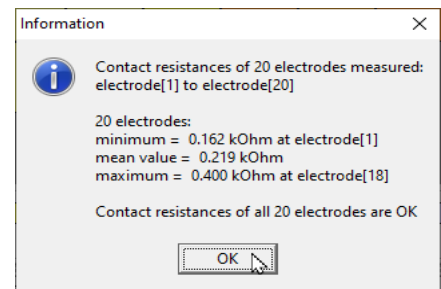 Information
Contact resistances of 20 electrodes measured:
electrode[1] to electrode[20]
20 electrodes:
minimum = 0.162 kOhm at electrode[1]
mean value = 0.219 kOhm
maximum = 0.400 kOhm at electrode[18]
Contact resistances of all 20 electrodes are OK
OK